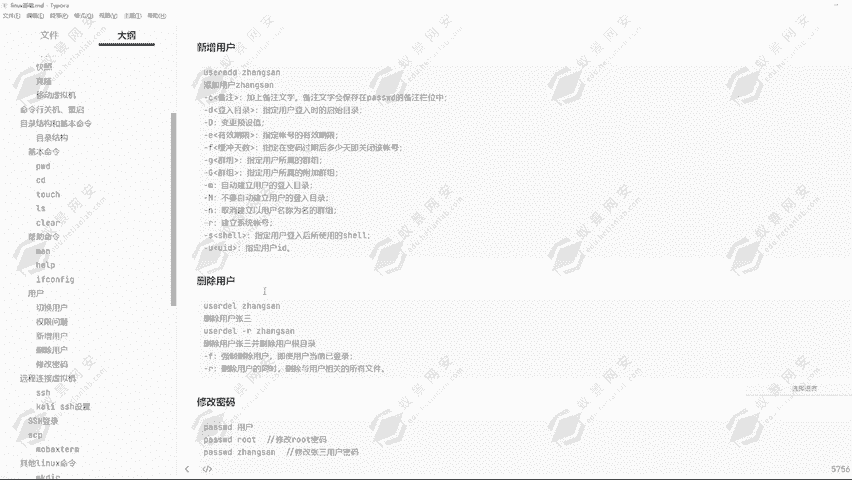 linux基础.md - Typora
文件(F) 编辑(E) 段落(P) 格式(O) 视图(V) 主题(T) 帮助(H)
文件 大纲
快照
克隆
移动虚拟机
命令行关机、重启
目录结构和基本命令
目录结构
基本命令
pwd
cd
touch
ls
clear
帮助命令
man
help
ifconfig
用户
切换用户
权限问题
新增用户
删除用户
修改密码
远程连接虚拟机
ssh
kali ssh设置
SSH登录
scp
mobaxterm
其他linux命令
mkdir
新增用户
useradd zhangsan
添加用户zhangsan
-c<备注>：加上备注文字。备注文字会保存在passwd的备注栏位中；
-d<登入目录>：指定用户登入时的启始目录；
-D：变更预设值；
-e<有效期限>：指定帐号的有效期限；
-f<缓冲天数>：指定在密码过期后多少天即关闭该帐号；
-g<群组>：指定用户所属的群组；
-G<群组>：指定用户所属的附加群组；
-m：自动建立用户的登入目录；
-M：不要自动建立用户的登入目录；
-n：取消建立以用户名称为名的群组；
-r：建立系统帐号；
-s<shell>：指定用户登入后所使用的shell；
-u<uid>：指定用户id。
删除用户
userdel zhangsan
删除用户张三
userdel -r zhangsan
删除用户张三并删除用户根目录
-f：强制删除用户，即使用户当前已登录；
-r：删除用户的同时，删除与用户相关的所有文件。
修改密码
passwd 用户
passwd root //修改root密码
passwd zhangsan //修改张三用户密码
5756
蚁景网安
edu.hetianlab.com